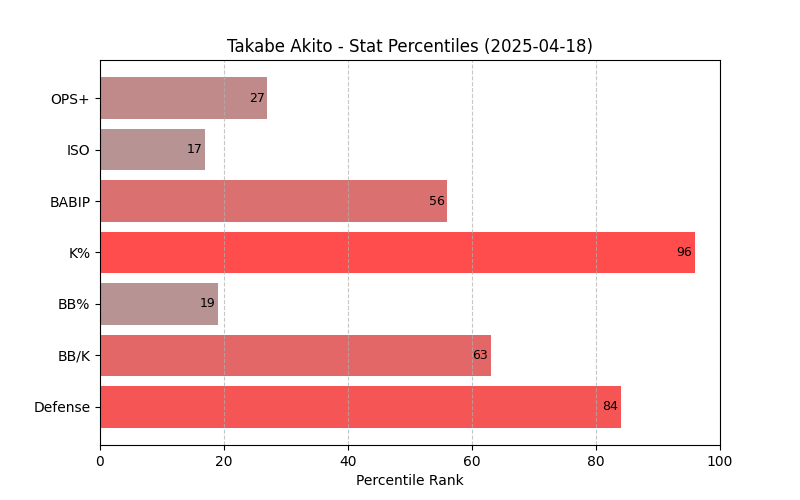 Takabe Akito - Stat Percentiles (2025-04-18)
OPS+ 27
ISO 17
BABIP 56
K% 96
BB% 19
BB/K 63
Defense 84
0 20 40 60 80 100
Percentile Rank